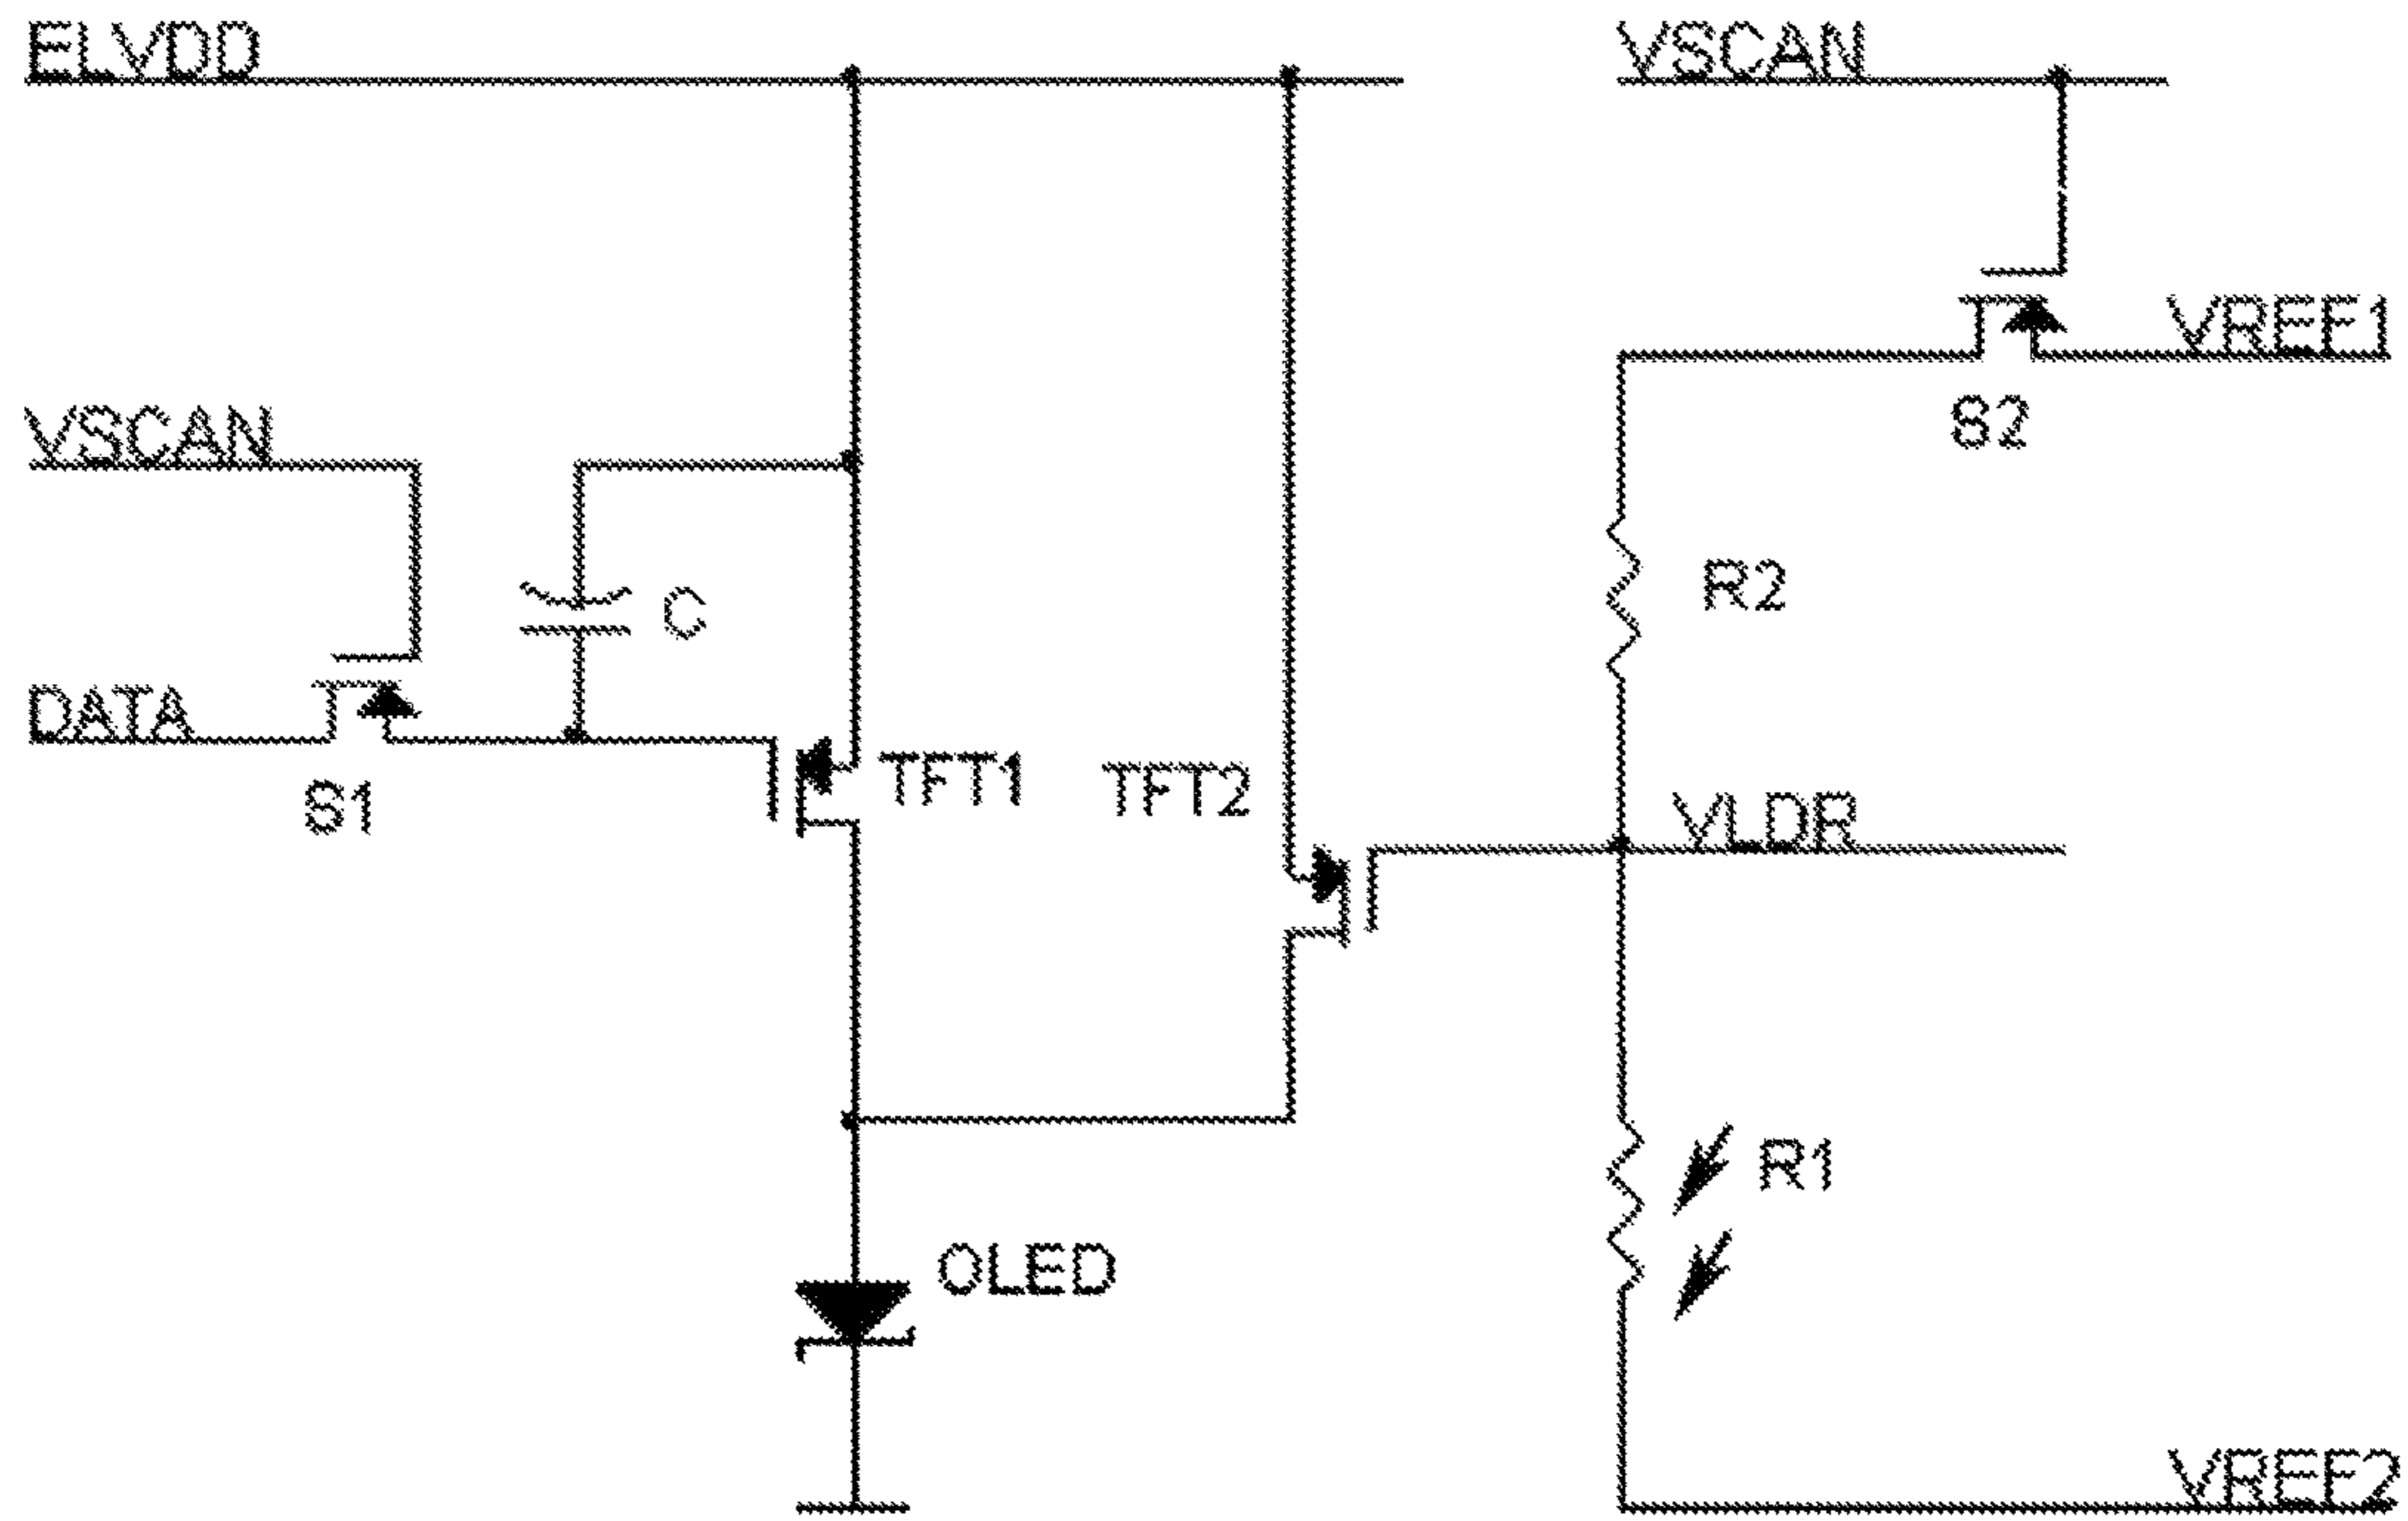 ELVDD
VSCAN
VREF1
S2
VSCAN
R2
C
DATA
TFT1
TFT2
S1
VLDR
R1
OLED
VREF2